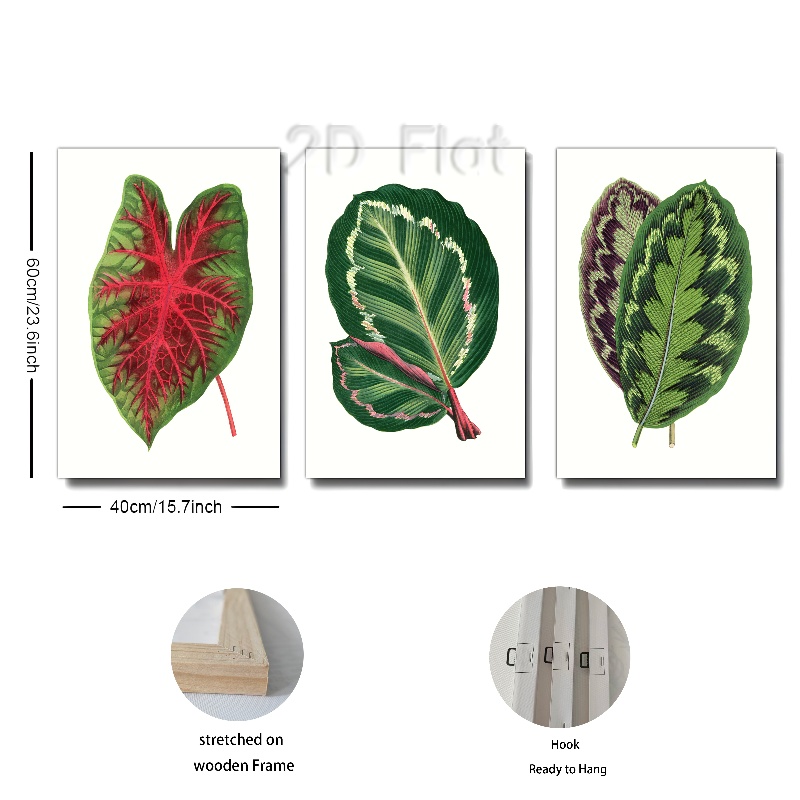 2D Flat
60cm/23.6inch
40cm/15.7inch
stretched on
wooden Frame
Hook
Ready to Hang